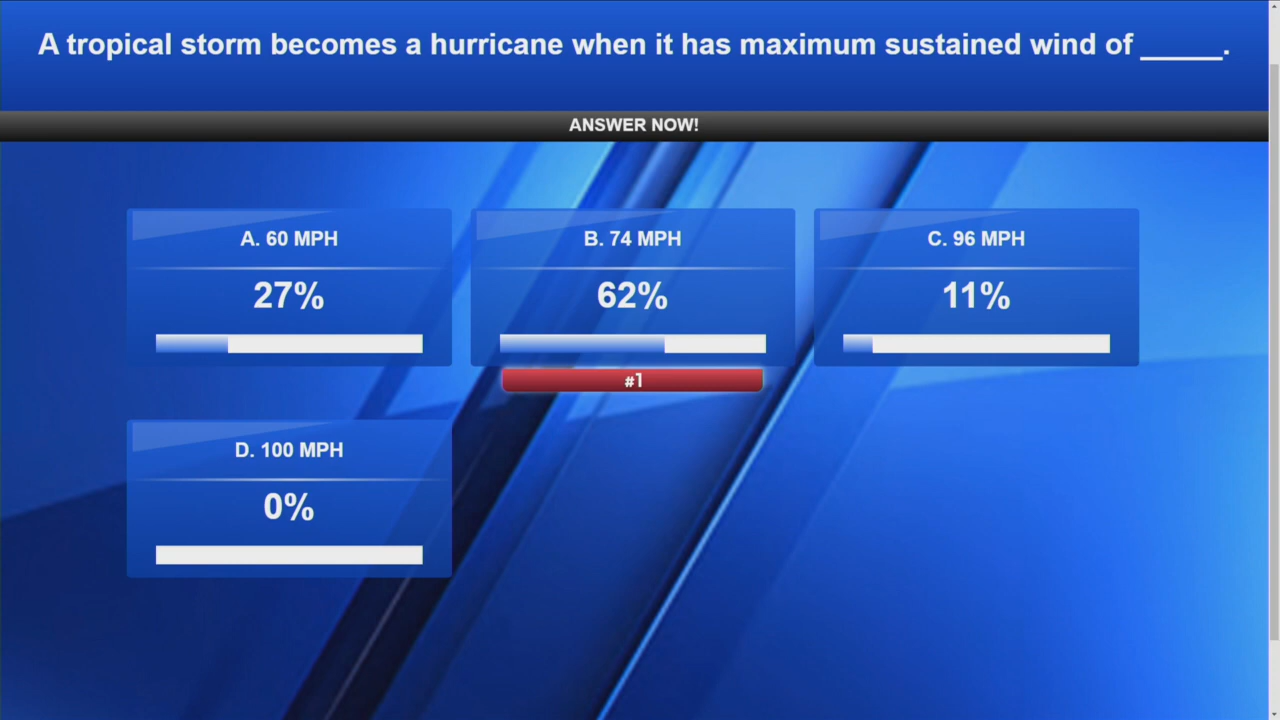 A tropical storm becomes a hurricane when it has maximum sustained wind of _____.
ANSWER NOW!
A. 60 MPH
27%
B. 74 MPH
62%
#1
C. 96 MPH
11%
D. 100 MPH
0%